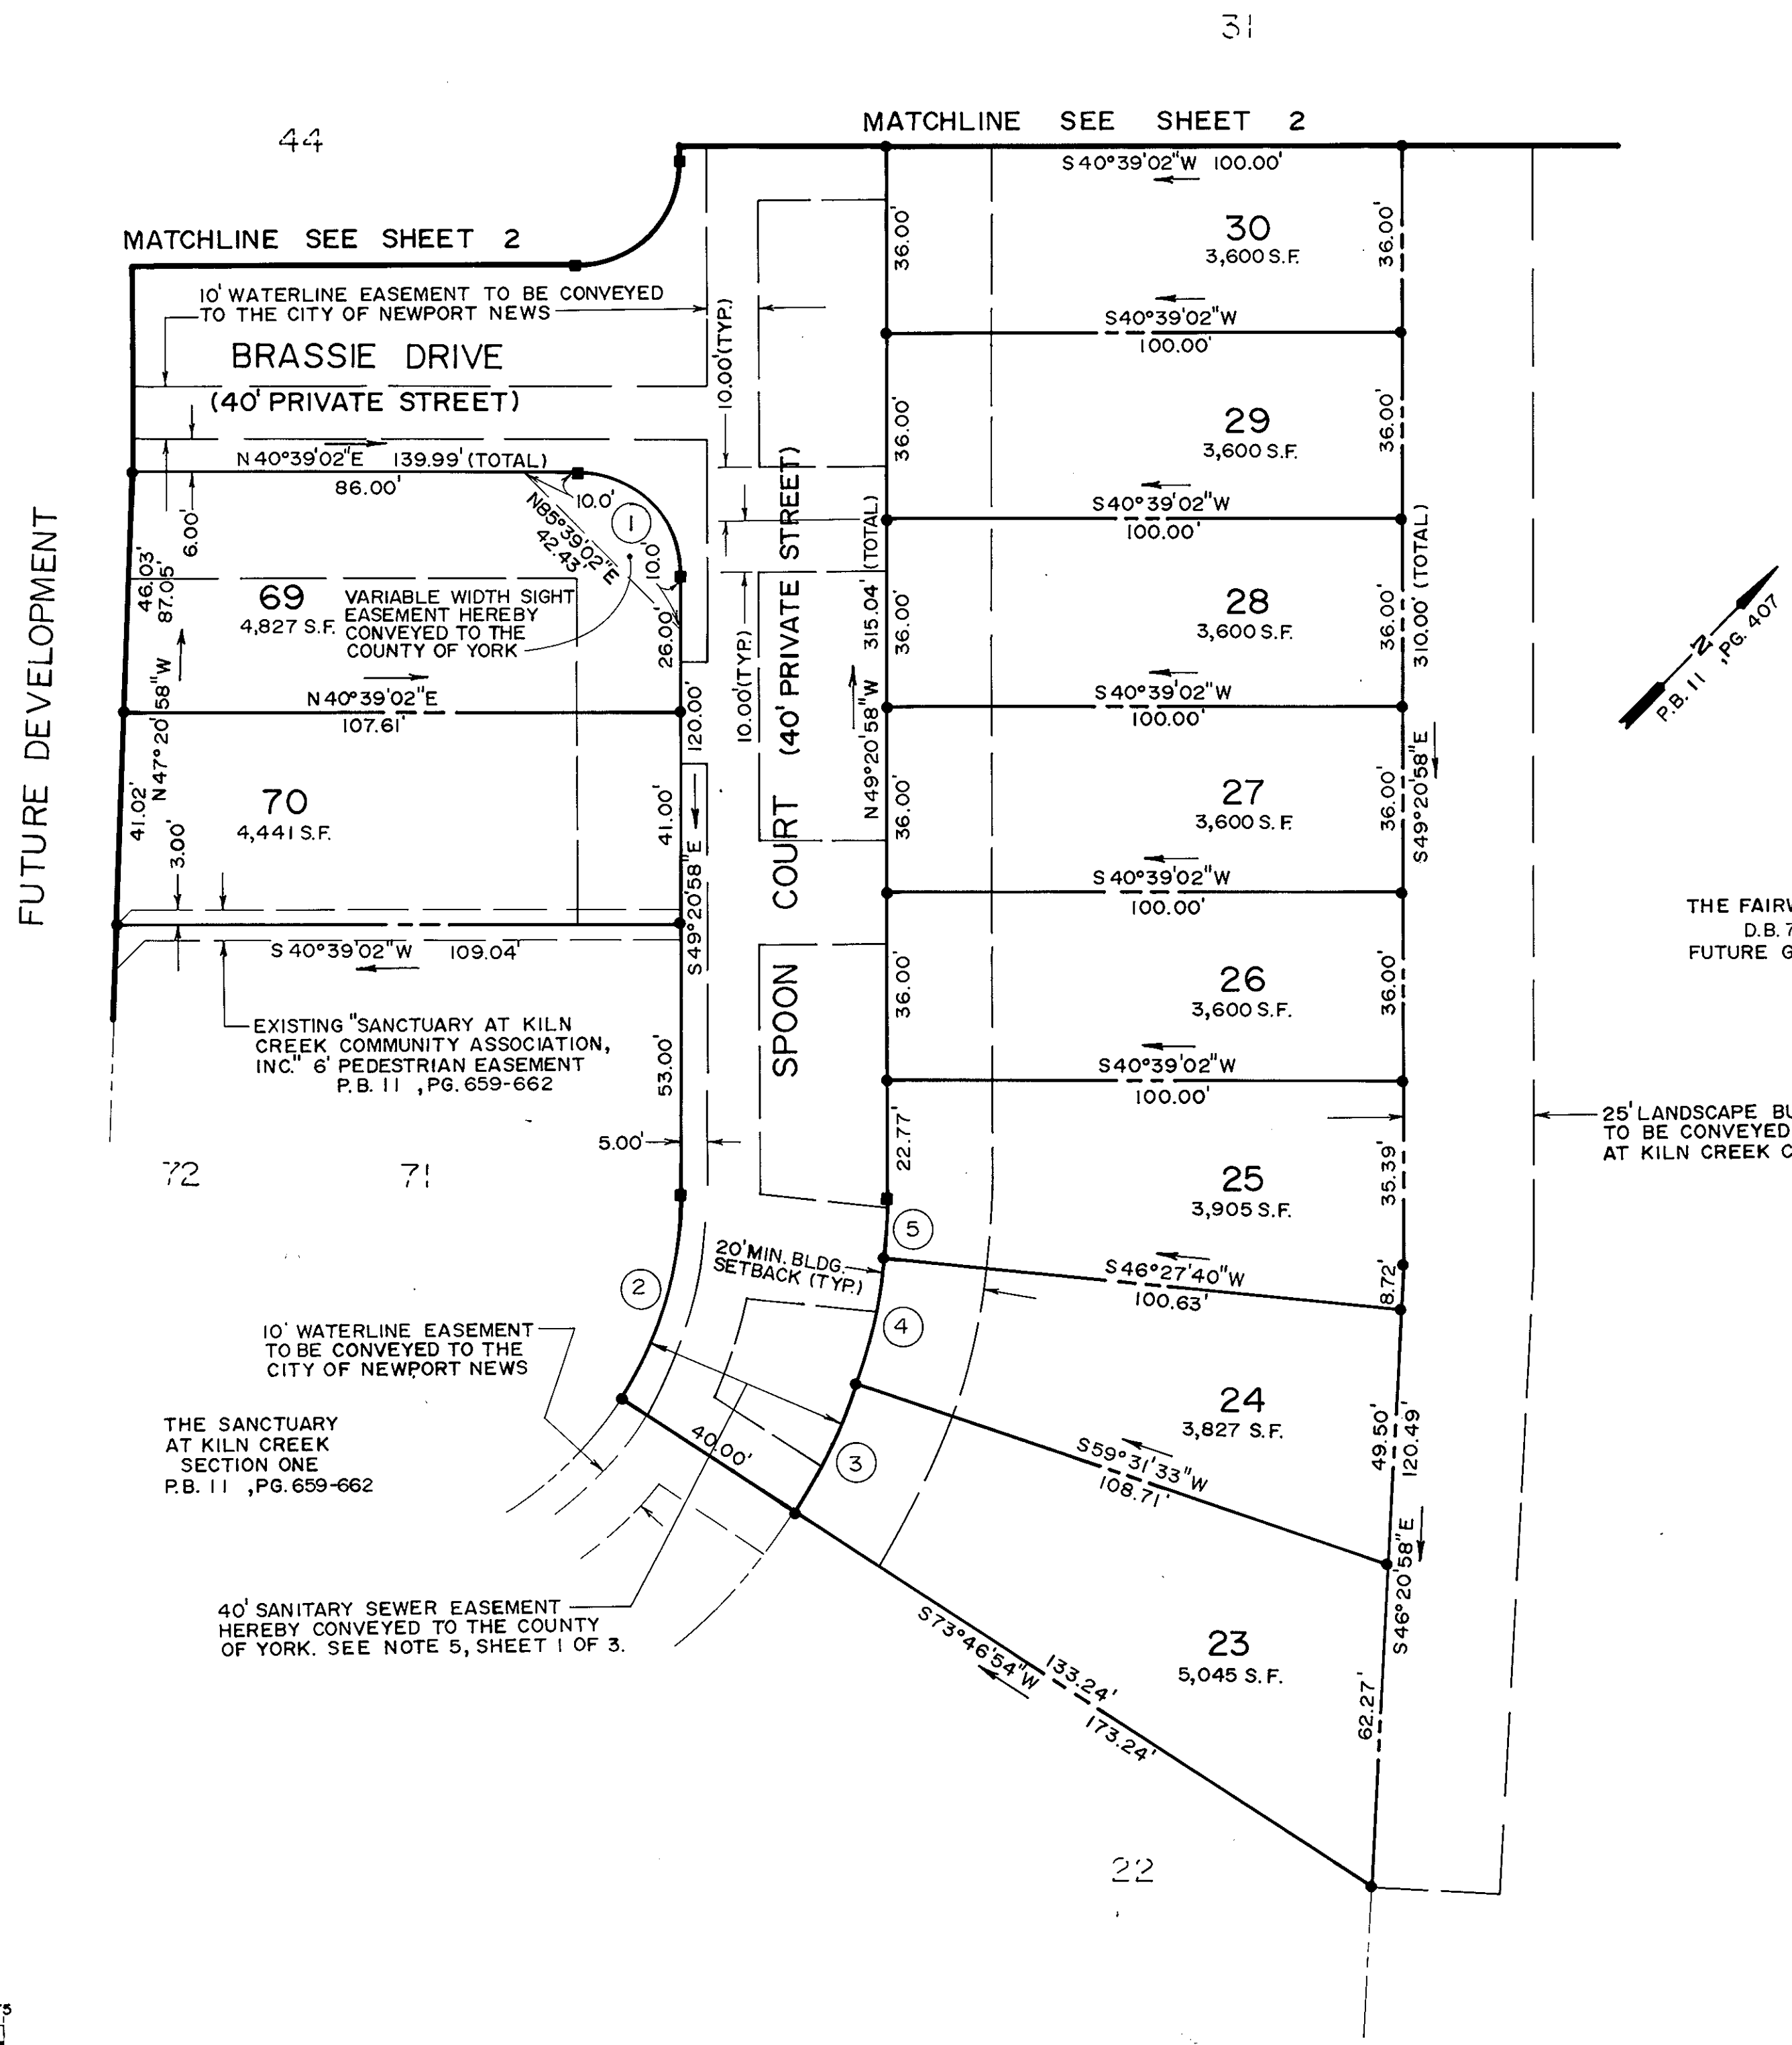 31
44
MATCHLINE SEE SHEET 2
S40°39'02"W 100.00'
MATCHLINE SEE SHEET 2
10' WATERLINE EASEMENT TO BE CONVEYED
TO THE CITY OF NEWPORT NEWS
BRASSIE DRIVE
(40' PRIVATE STREET)
N40°39'02"E 139.99' (TOTAL)
86.00'
10.0'
1
10.0'
N85°39'02"E
42.43'
6.00'
46.03'
87.05'
69
4,827 S.F.
VARIABLE WIDTH SIGHT
EASEMENT HEREBY
CONVEYED TO THE
COUNTY OF YORK
26.00'
N40°39'02"E
107.61'
120.00'
N47°20'58"W
FUTURE DEVELOPMENT
70
4,441 S.F.
41.02'
3.00'
41.00'
S49°20'58"E
S40°39'02"W 109.04'
EXISTING "SANCTUARY AT KILN
CREEK COMMUNITY ASSOCIATION,
INC." 6' PEDESTRIAN EASEMENT
P.B. 11 , PG. 659-662
53.00'
5.00'
72
71
10.00' (TYP.)
10.00' (TYP.)
SPOON COURT (40' PRIVATE STREET)
N49°20'58"W 315.04' (TOTAL)
36.00'
30
3,600 S.F.
36.00'
S40°39'02"W
100.00'
36.00'
29
3,600 S.F.
36.00'
S40°39'02"W
100.00'
36.00'
28
3,600 S.F.
36.00'
310.00' (TOTAL)
S40°39'02"W
100.00'
S49°20'58"E
36.00'
27
3,600 S.F.
36.00'
S40°39'02"W
100.00'
36.00'
26
3,600 S.F.
36.00'
S40°39'02"W
100.00'
22.77'
25
3,905 S.F.
35.39'
5
20' MIN. BLDG.
SETBACK (TYP.)
S46°27'40"W
100.63'
8.72'
2
4
24
3,827 S.F.
49.50'
120.49'
10' WATERLINE EASEMENT
TO BE CONVEYED TO THE
CITY OF NEWPORT NEWS
THE SANCTUARY
AT KILN CREEK
SECTION ONE
P.B. 11 , PG. 659-662
40.00'
3
S59°31'33"W
108.71'
S46°20'58"E
40' SANITARY SEWER EASEMENT
HEREBY CONVEYED TO THE COUNTY
OF YORK. SEE NOTE 5, SHEET 1 OF 3.
23
5,045 S.F.
62.27'
S73°46'54"W
133.24'
173.24'
22
N
P.B. 11 , PG. 407
THE FAIRW
D.B. 7
FUTURE G
25' LANDSCAPE BU
TO BE CONVEYED
AT KILN CREEK C